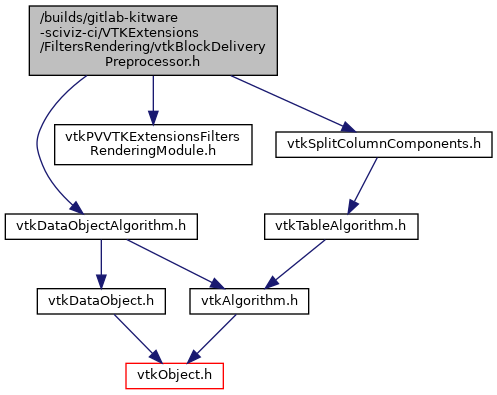 /builds/gitlab-kitware
-sciviz-ci/VTKExtensions
/FiltersRendering/vtkBlockDelivery
Preprocessor.h
vtkPVVTKExtensionsFilters
RenderingModule.h
vtkSplitColumnComponents.h
vtkDataObjectAlgorithm.h
vtkTableAlgorithm.h
vtkDataObject.h
vtkAlgorithm.h
vtkObject.h